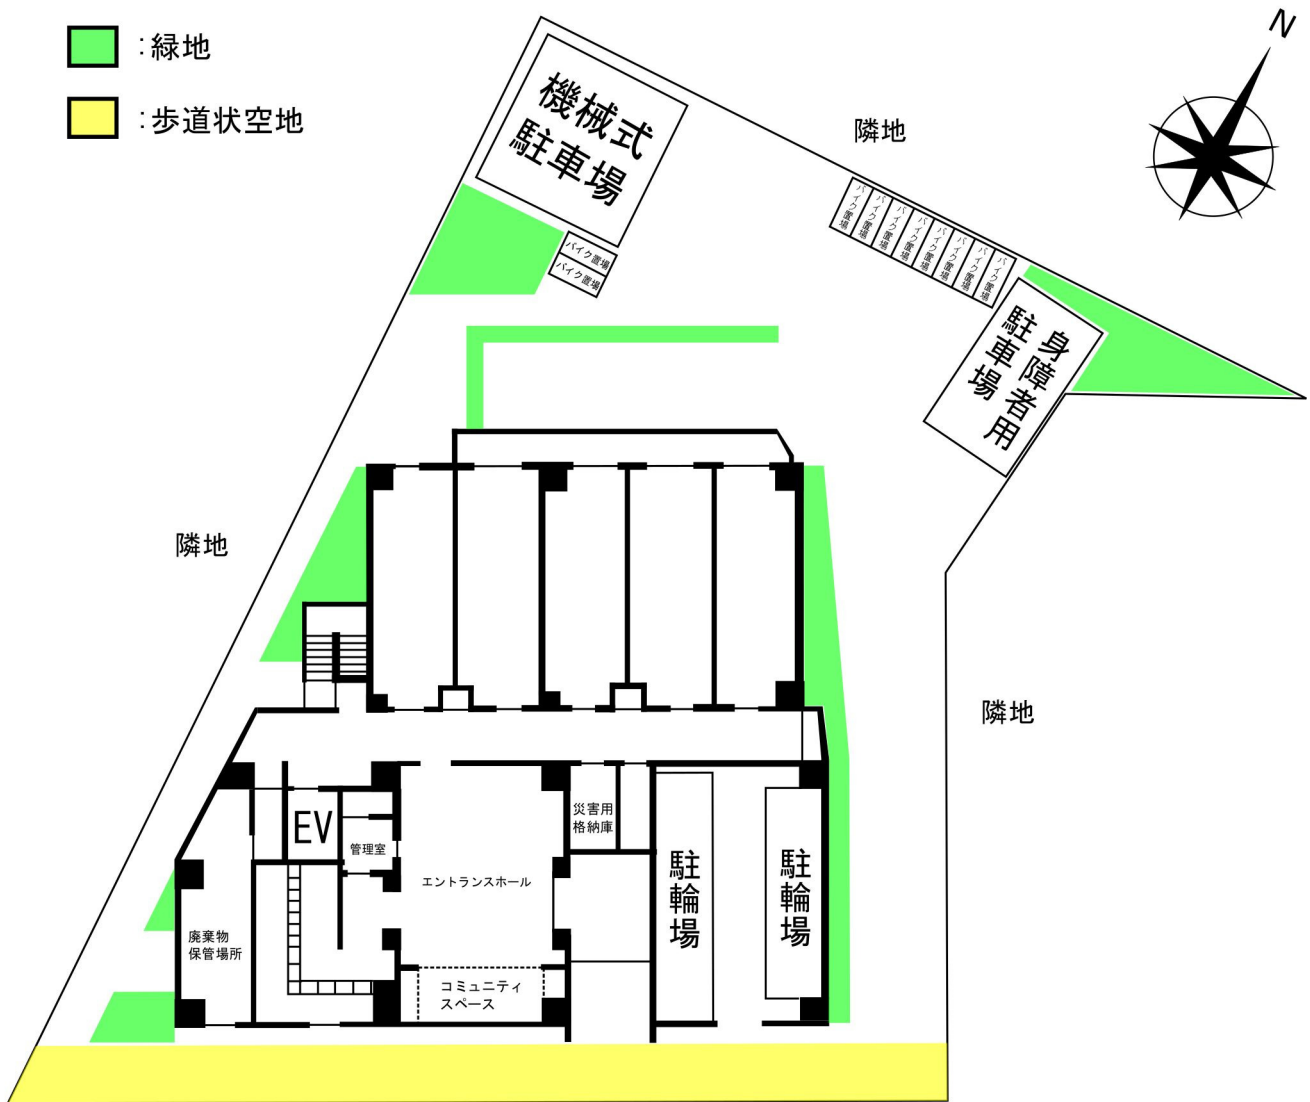 :緑地
:歩道状空地
N
機械式
駐車場
隣地
バイク置場
バイク置場
バイク置場
バイク置場
バイク置場
バイク置場
バイク置場
バイク置場
バイク置場
バイク置場
身障者用
駐車場
隣地
隣地
EV
管理室
災害用
格納庫
エントランスホール
駐輪場
駐輪場
廃棄物
保管場所
コミュニティ
スペース